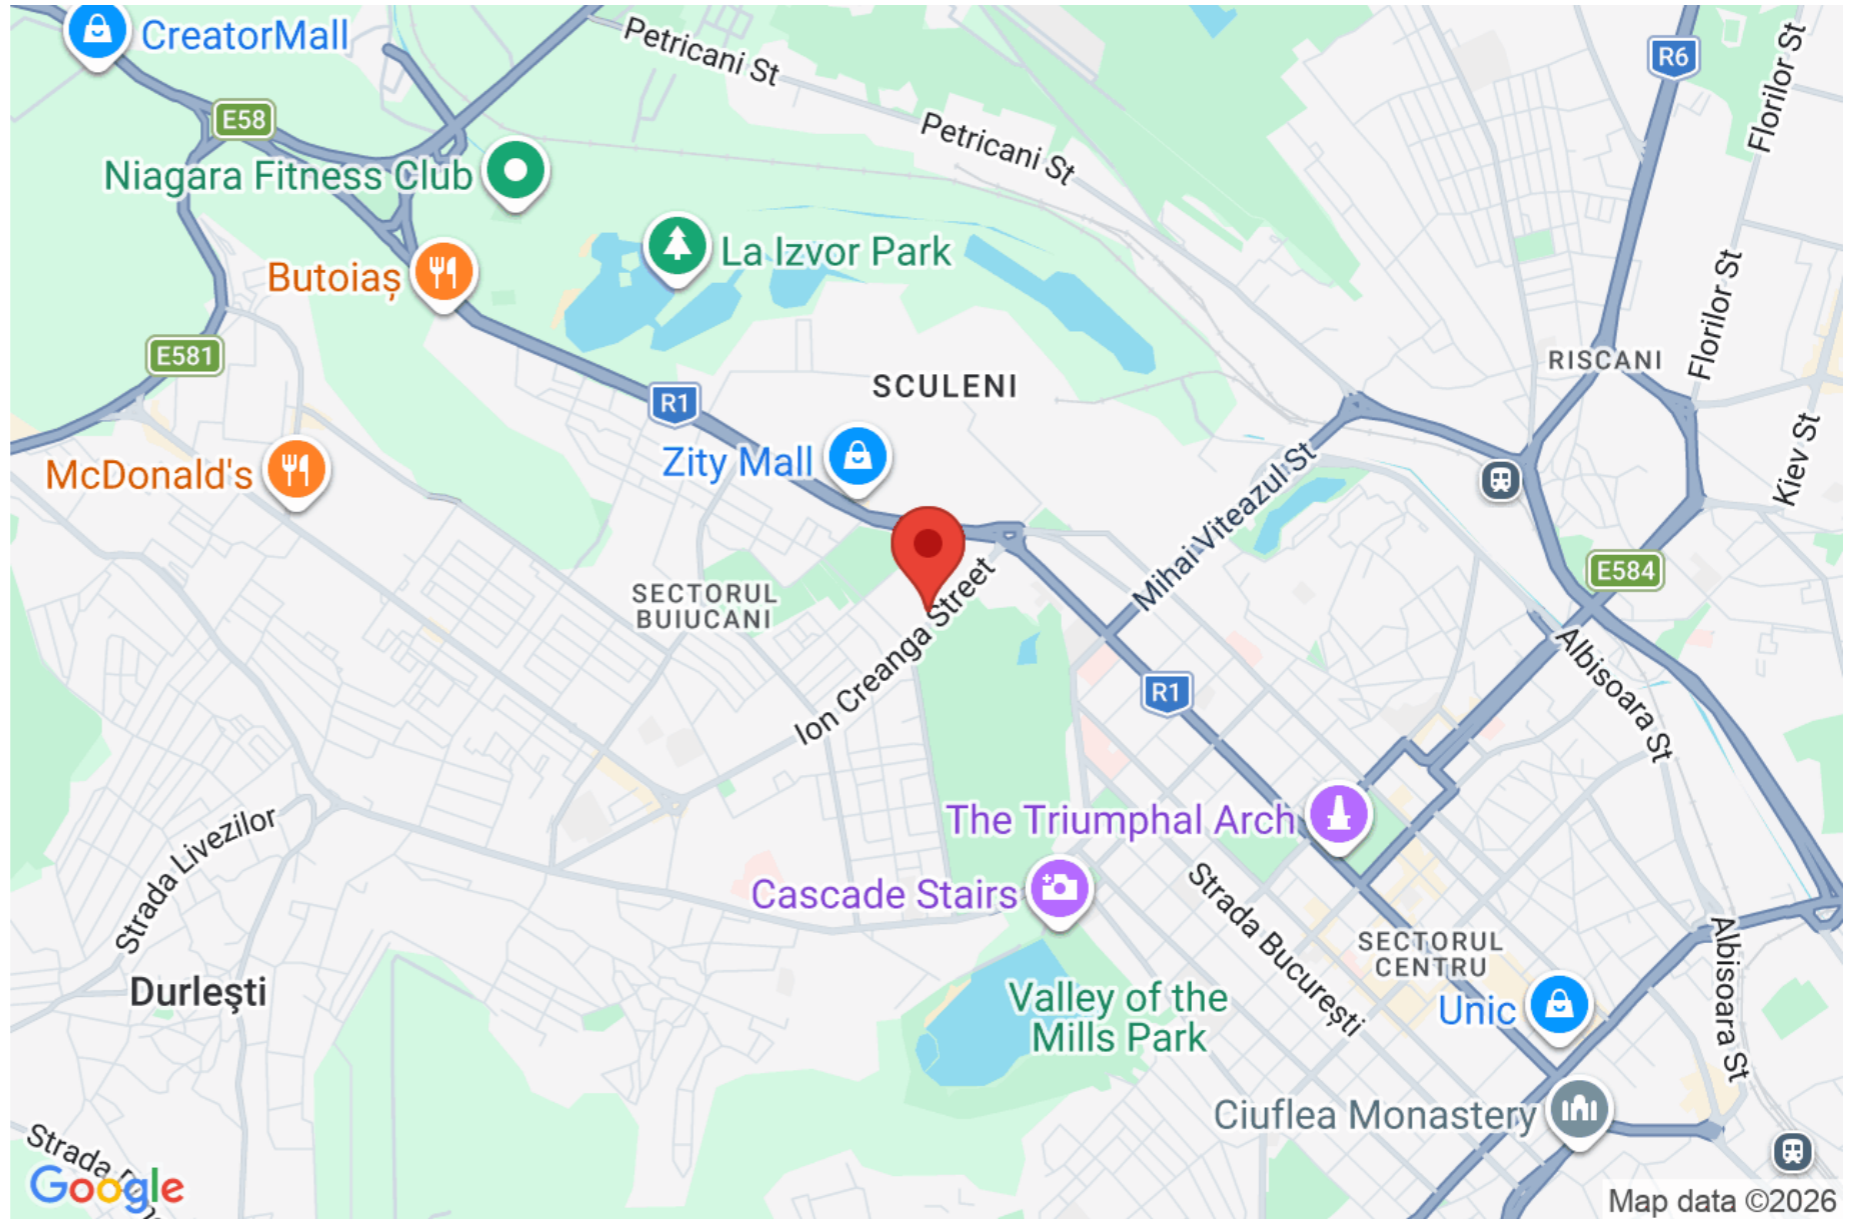 CreatorMall
Petricani St
R6
Florilor St
E58
Petricani St
Niagara Fitness Club
La Izvor Park
Butoiaș
Florilor St
E581
RISCANI
SCULENI
R1
Mihai Viteazul St
Kiev St
Zity Mall
McDonald's
E584
SECTORUL
BUIUCANI
Ion Creanga Street
Albisoara St
R1
The Triumphal Arch
Strada Livezilor
Cascade Stairs
Strada București
SECTORUL
CENTRU
Albisoara St
Durleşti
Valley of the
Mills Park
Unic
Ciuflea Monastery
Strada
Google
Map data ©2026